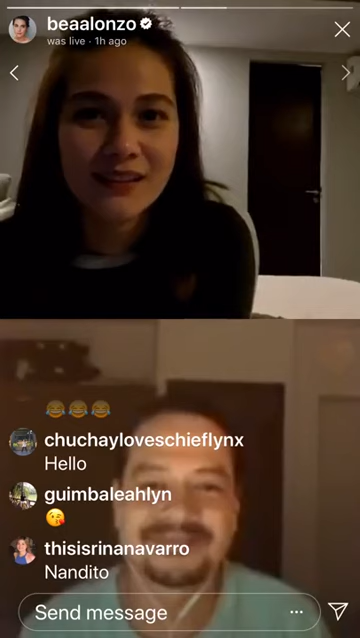 beaalonzo
was live · 1h ago
😂😂😂
chuchayloveschieflynx
Hello
guimbaleahlyn
😘
thisisrinanavarro
Nandito
Send message